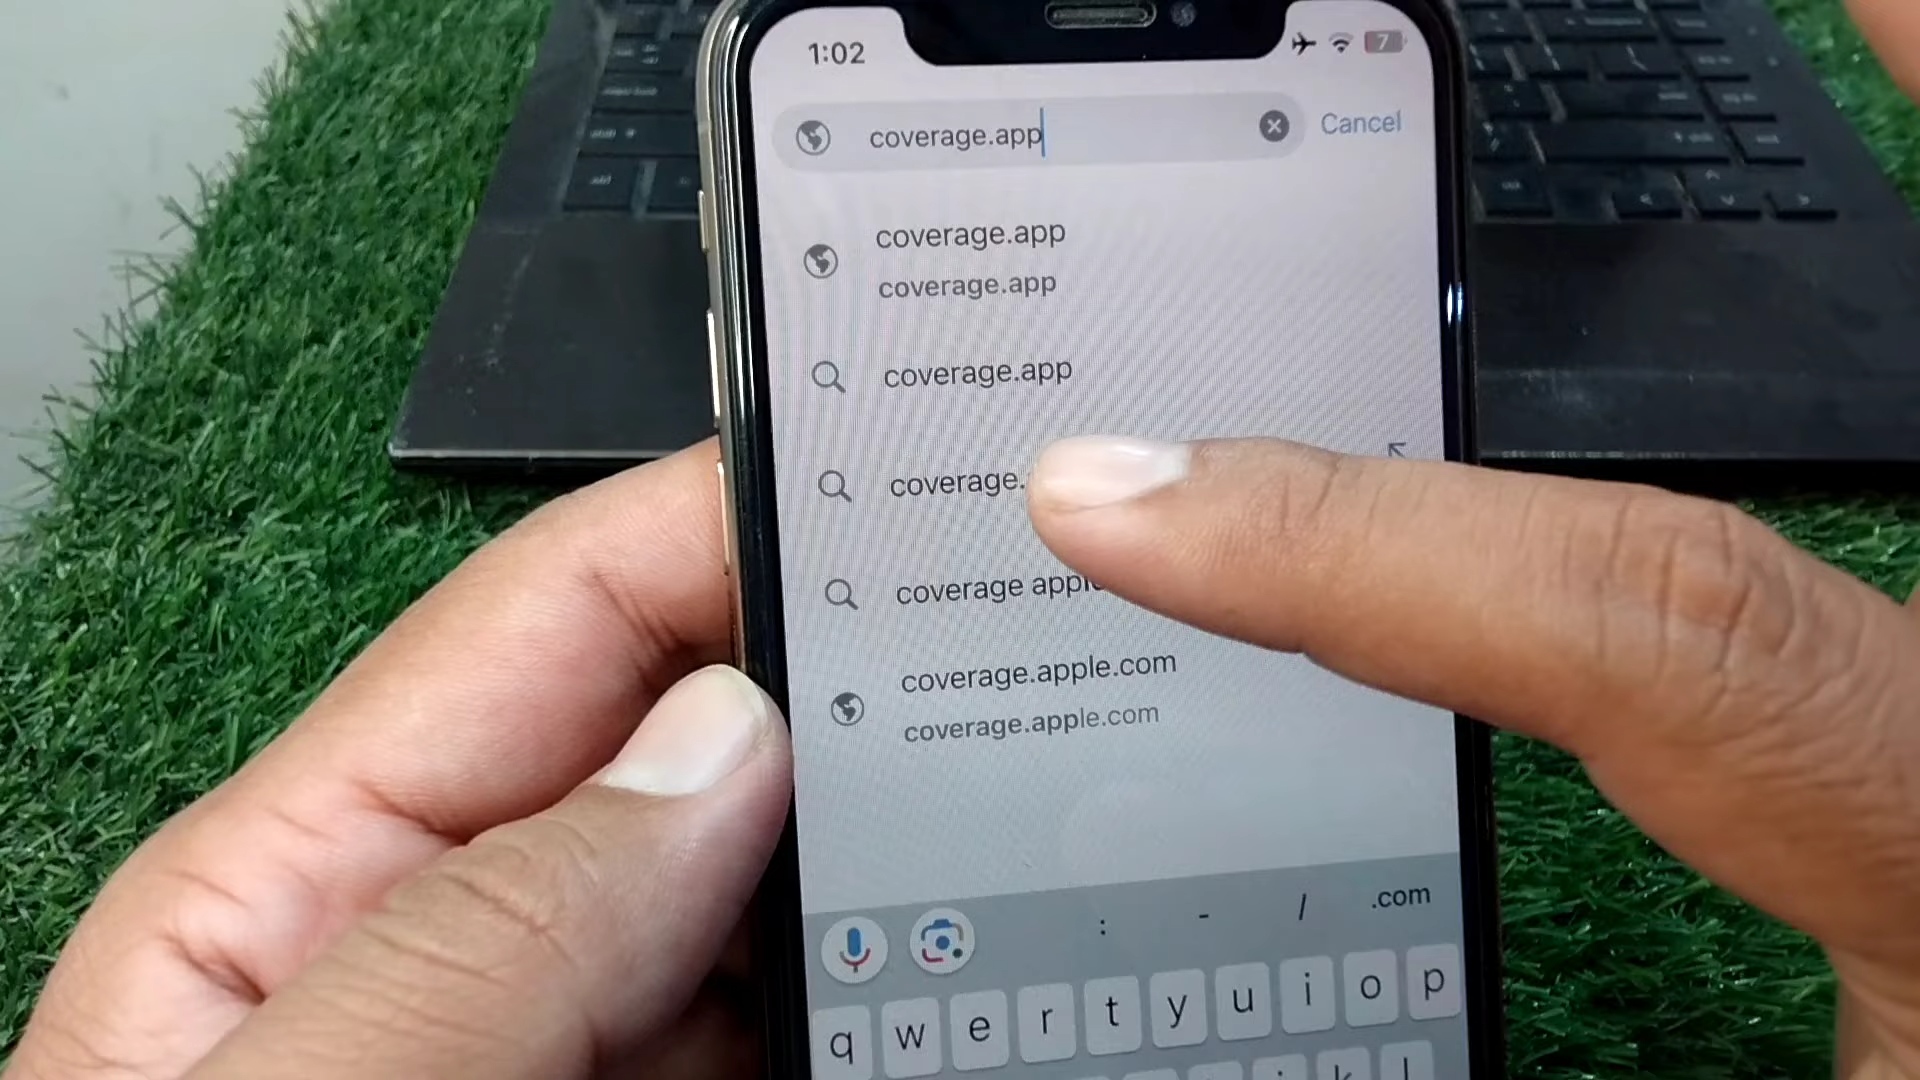 1:02
7
coverage.app
Cancel
coverage.app
coverage.app
coverage.app
coverage.
coverage apple
coverage.apple.com
coverage.apple.com
: - / .com
q w e r t y u i o p